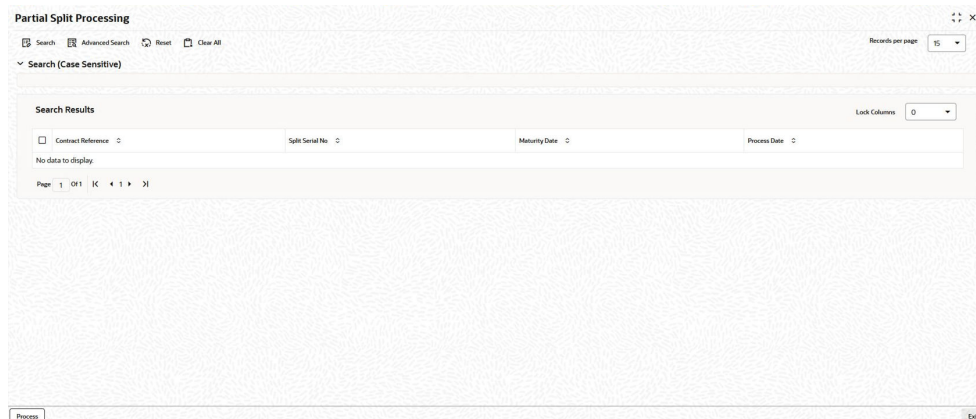 Partial Split Processing
Search Advanced Search Reset Clear All Records per page 15
Search (Case Sensitive)
Search Results Lock Columns 0
Contract Reference Split Serial No Maturity Date Process Date
No data to display.
Page 1 Of 1 1
Process Ex